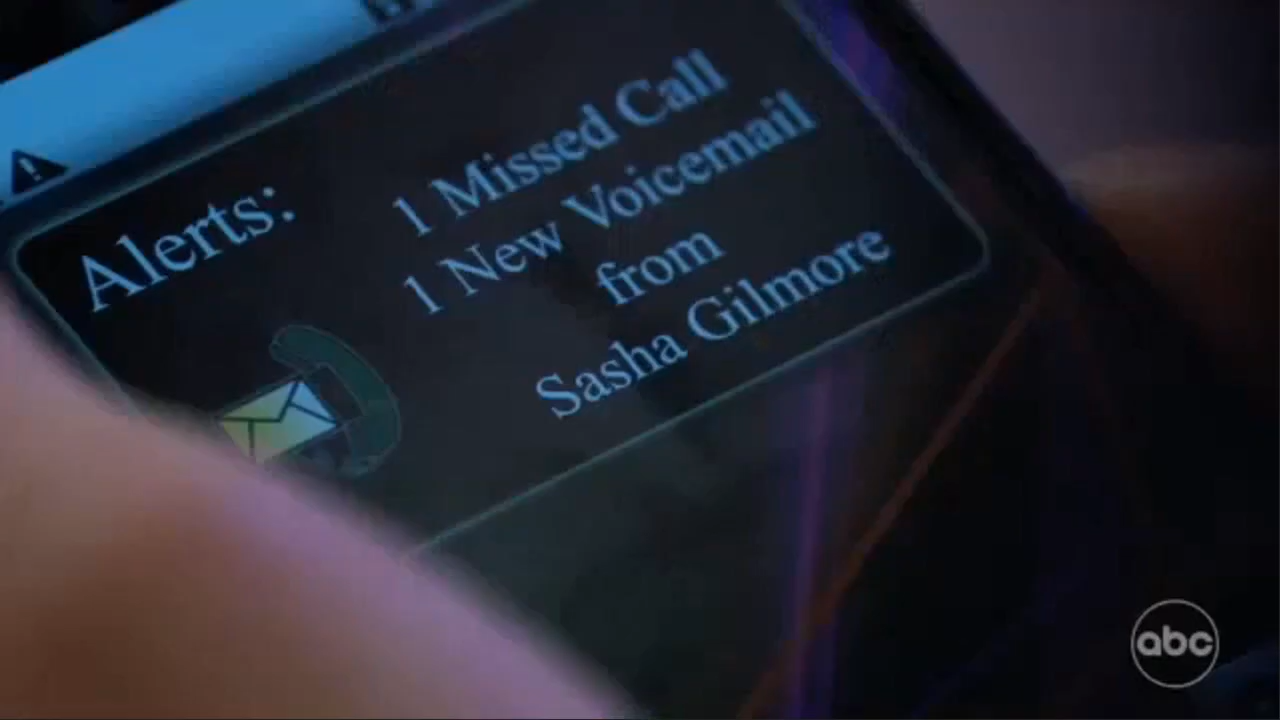 Alerts:
1 Missed Call
1 New Voicemail
from
Sasha Gilmore
abc